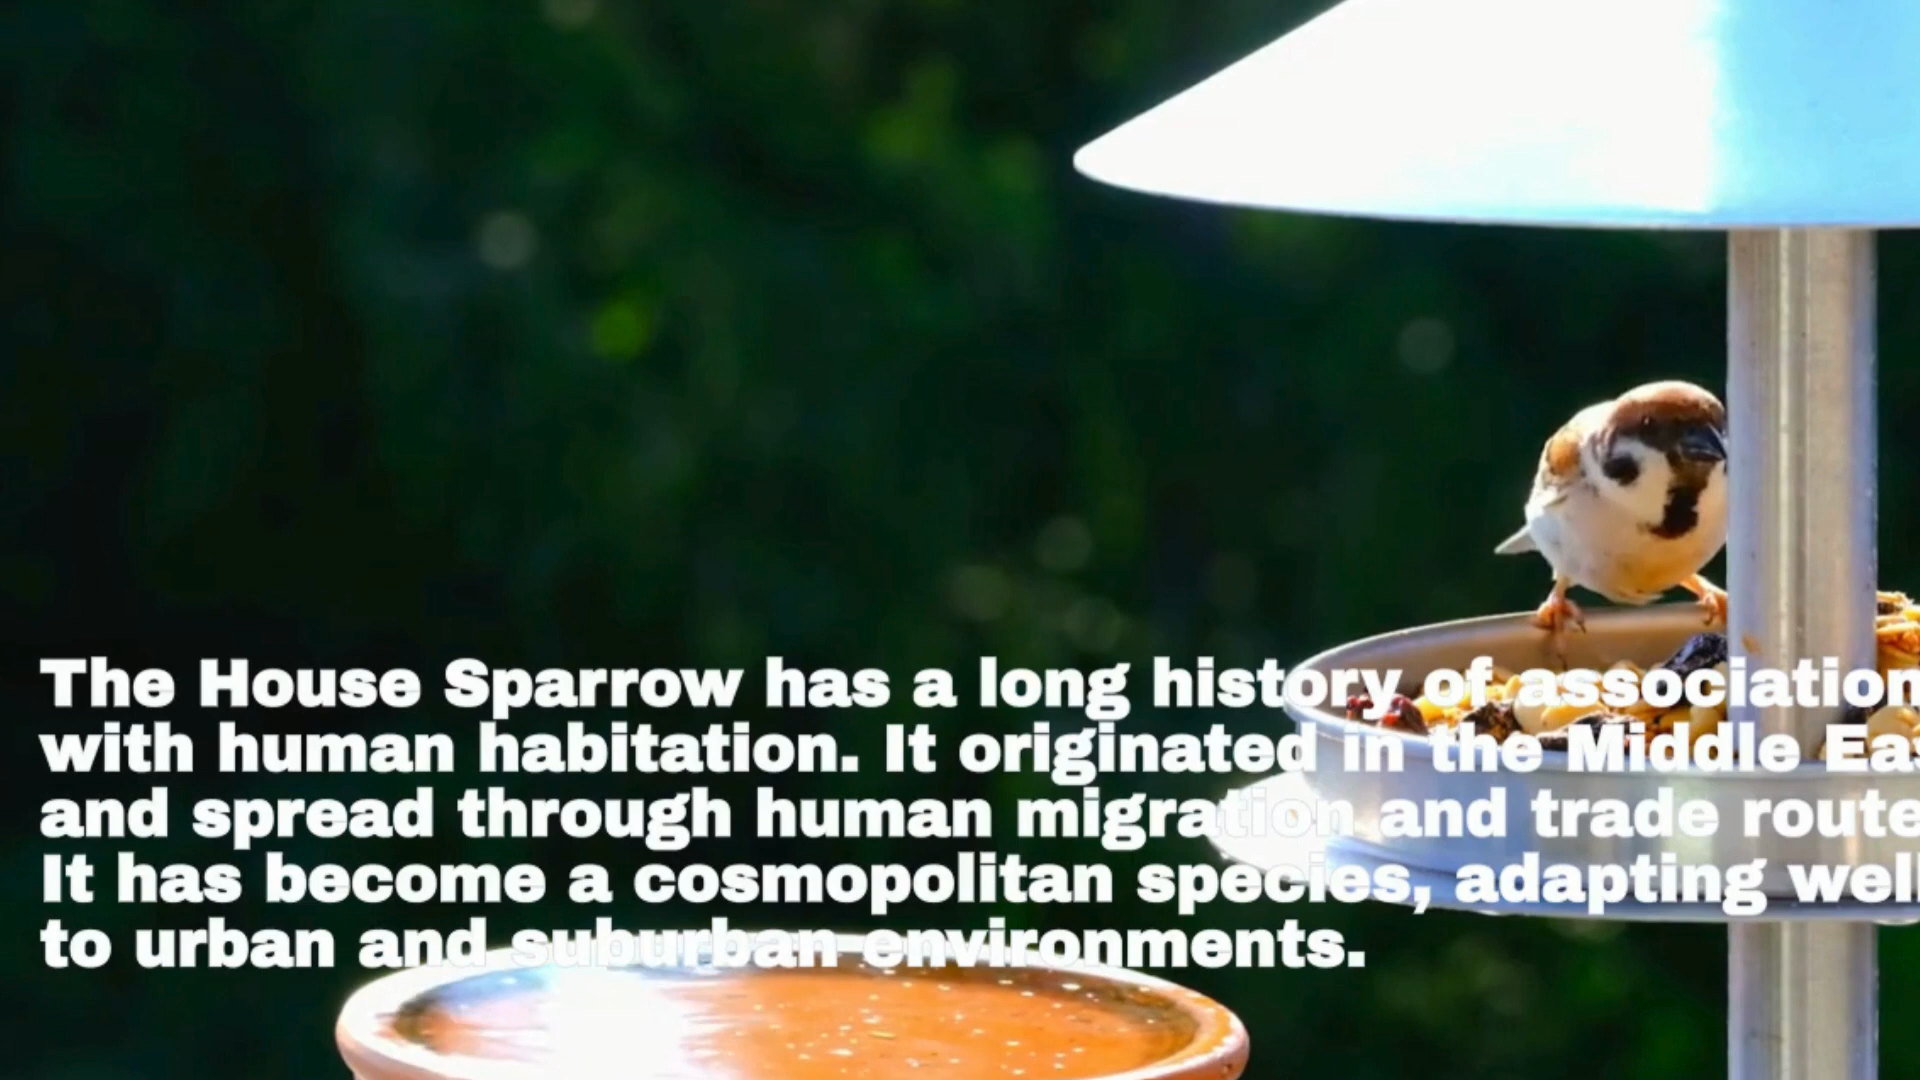 The House Sparrow has a long history of association
with human habitation. It originated in the Middle Eas
and spread through human migration and trade route
It has become a cosmopolitan species, adapting well
to urban and suburban environments.